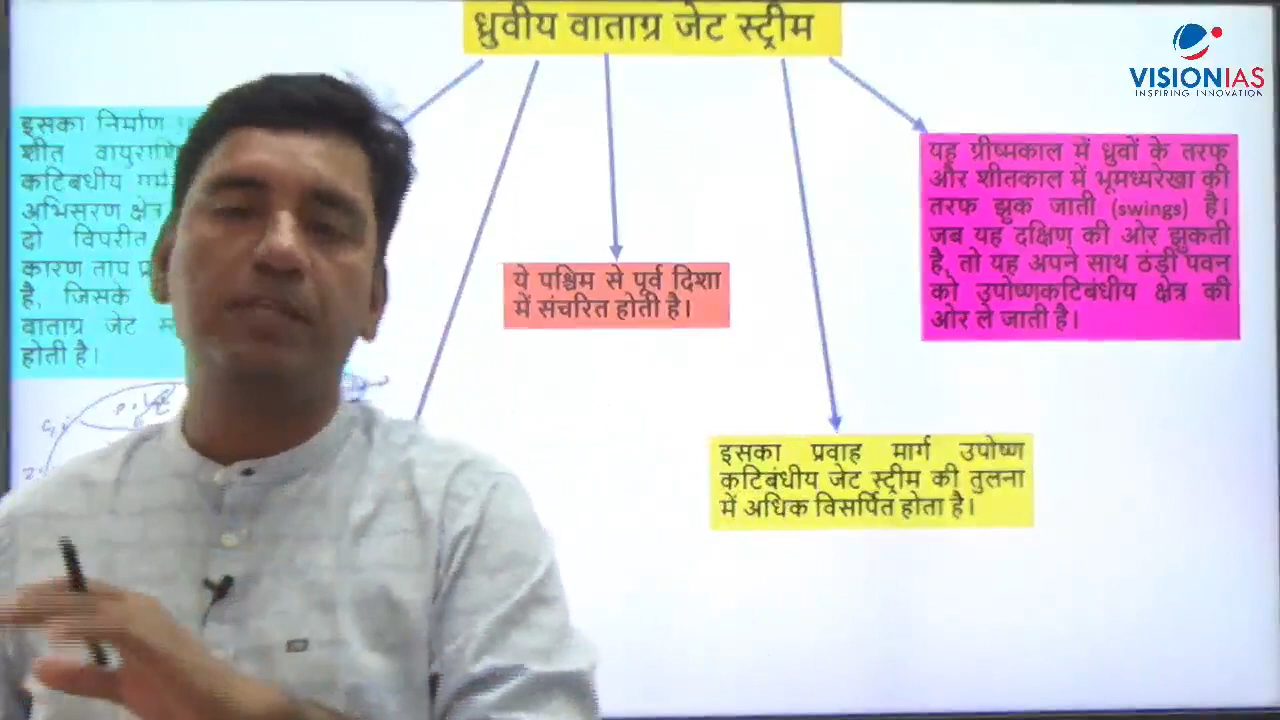 ध्रुवीय वाताग्र जेट स्ट्रीम
VISIONIAS
INSPIRING INNOVATION
इसका निर्माण
शीत
कटिबधीय
अभिसरण क्षेत्र
दो विपरीत
कारण ताप
है, जिसके
वाताग्र जेट
होती है।
ये पश्चिम से पूर्व दिशा
में संचरित होती है।
इसका प्रवाह मार्ग उपोष्ण
कटिबंधीय जेट स्ट्रीम की तुलना
में अधिक विसर्पित होता है।
यह ग्रीष्मकाल में ध्रुवों के तरफ
और शीतकाल में भूमध्यरेखा की
तरफ झुक जाती (swings) है।
जब यह दक्षिण की ओर झुकती
है, तो यह अपने साथ ठंड़ी पवन
को उपोष्णकटिबंधीय क्षेत्र की
ओर ले जाती है।